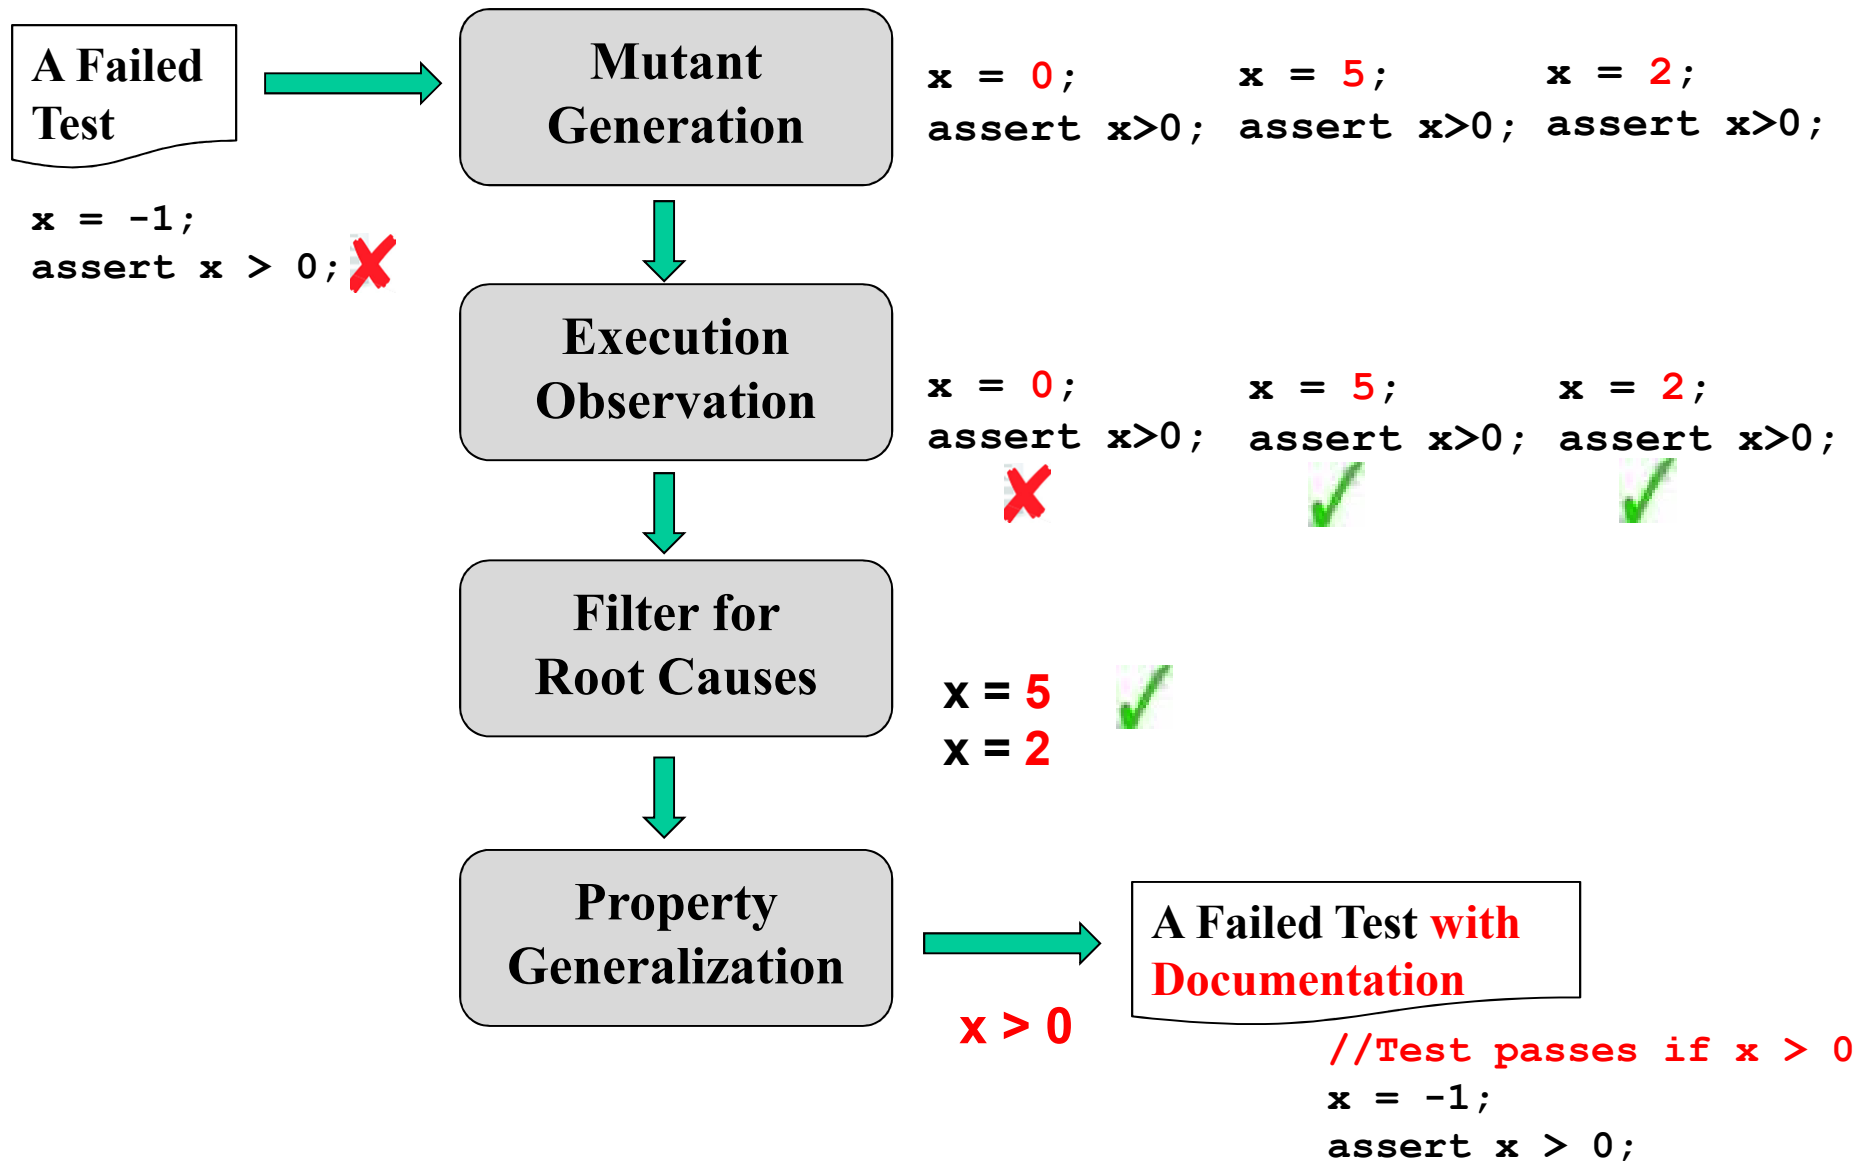 A Failed
Test
x = -1;
assert x > 0;
Mutant
Generation
x = 0;
assert x>0;
x = 5;
assert x>0;
x = 2;
assert x>0;
Execution
Observation
x = 0;
assert x>0;
x = 5;
assert x>0;
x = 2;
assert x>0;
Filter for
Root Causes
x = 5
x = 2
Property
Generalization
x > 0
A Failed Test with
Documentation
//Test passes if x > 0
x = -1;
assert x > 0;